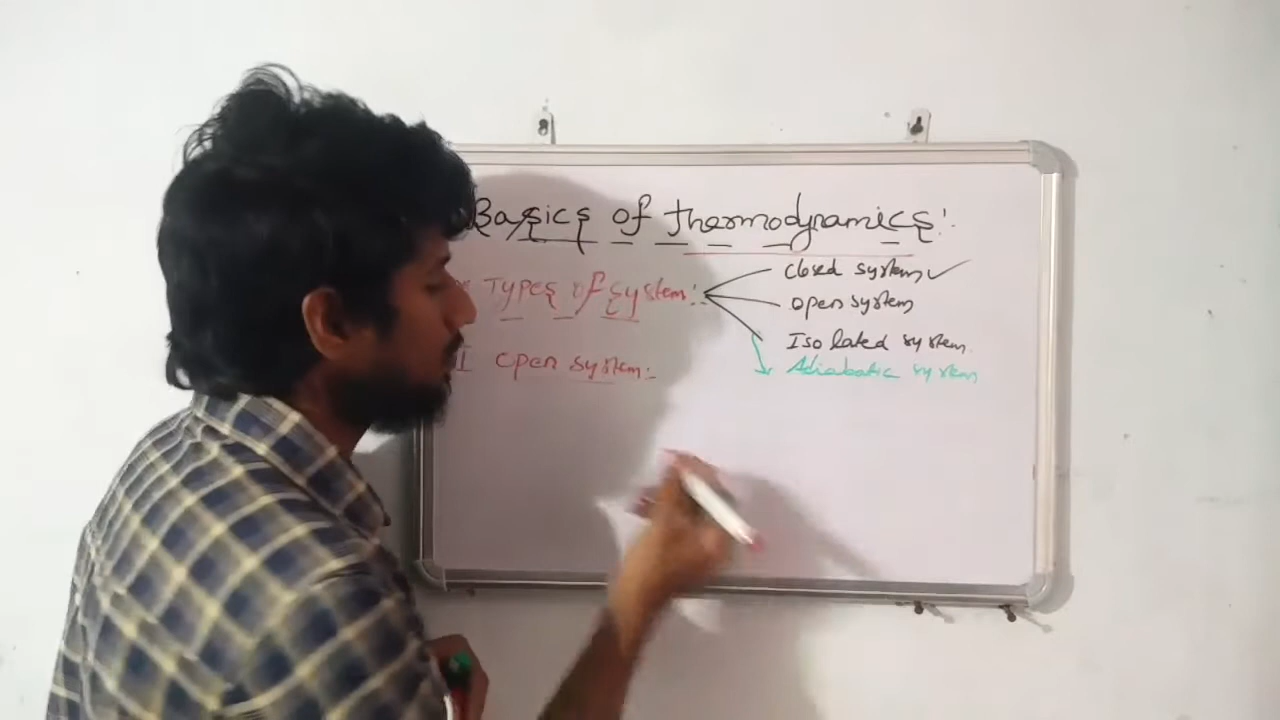 Basics of thermodynamics:
Types of system:
closed system ✓
open system
Isolated system.
Adiabatic system
I open system: